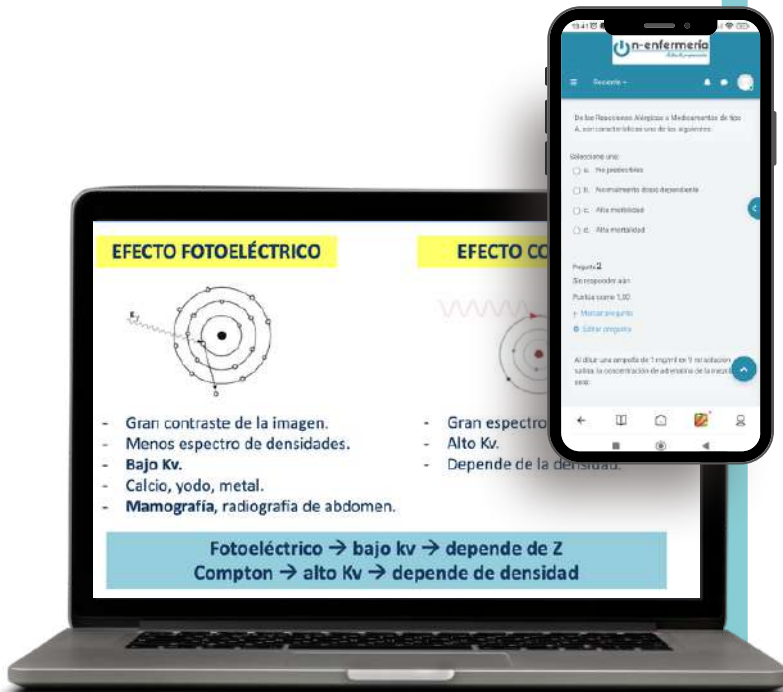 EFECTO FOTOELÉCTRICO
- Gran contraste de la imagen.
- Menos espectro de densidades.
- Bajo Kv.
- Calcio, yodo, metal.
- Mamografía, radiografía de abdomen.
EFECTO CO
- Gran espectro
- Alto Kv.
- Depende de la densidad.
Fotoeléctrico → bajo kv → depende de Z
Compton → alto Kv → depende de densidad
19:41
n-enfermería
Reciente
De las Reacciones Alérgicas a Medicamentos de tipo
A, son características una de las siguientes:
Seleccione una:
a. No predecibles
b. Normalmente dosis dependiente
c. Alta morbilidad
d. Alta mortalidad
Pregunta 2
Sin responder aún
Puntúa como 1,00
Marcar pregunta
Editar pregunta
Al diluir una ampolla de 1 mg/ml en 9 ml solución
salina, la concentración de adrenalina de la mezcla
será: